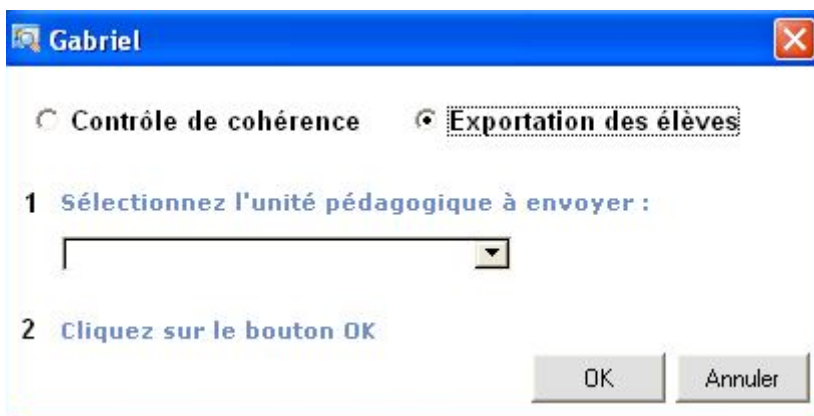 Gabriel
Contrôle de cohérence Exportation des élèves
1 Sélectionnez l'unité pédagogique à envoyer :
2 Cliquez sur le bouton OK
OK Annuler